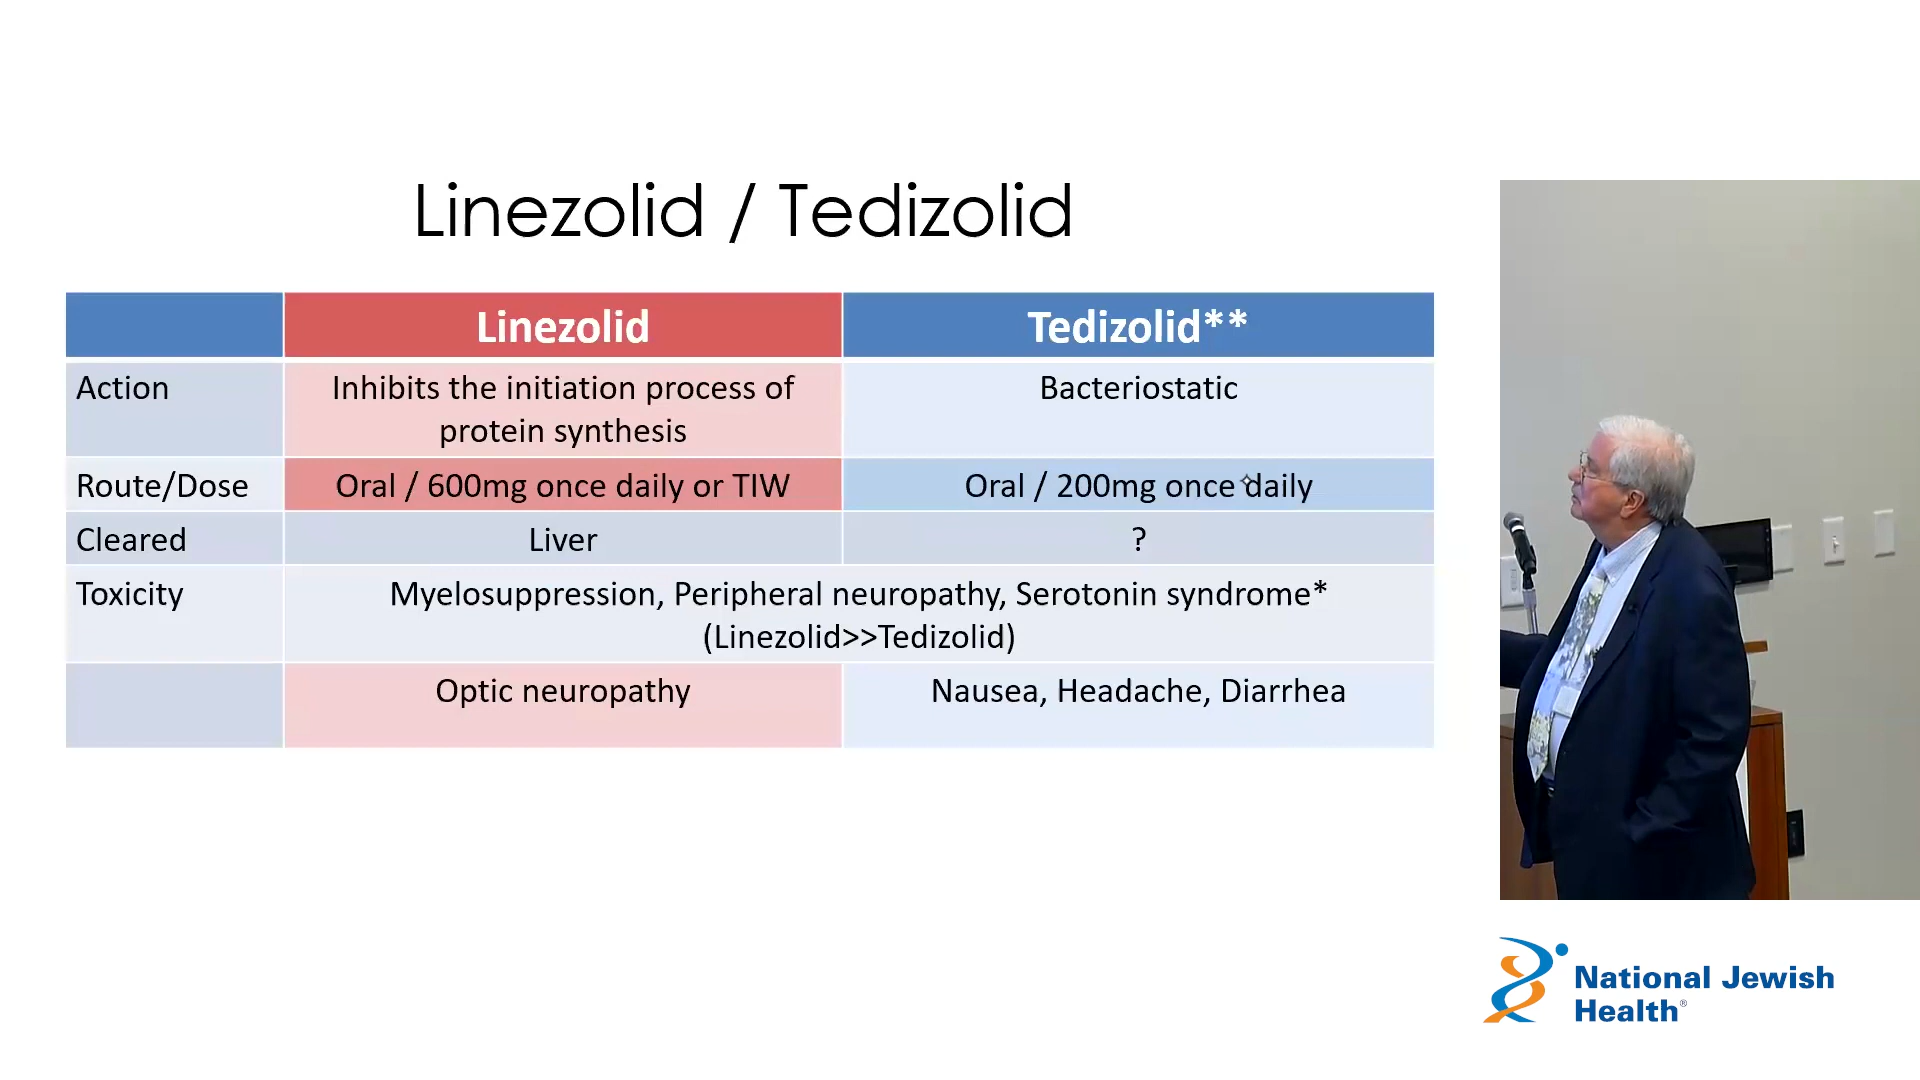 Linezolid / Tedizolid
Linezolid
Tedizolid**
Action
Inhibits the initiation process of
protein synthesis
Bacteriostatic
Route/Dose
Oral / 600mg once daily or TIW
Oral / 200mg once daily
Cleared
Liver
?
Toxicity
Myelosuppression, Peripheral neuropathy, Serotonin syndrome*
(Linezolid>>Tedizolid)
Optic neuropathy
Nausea, Headache, Diarrhea
National Jewish
Health®